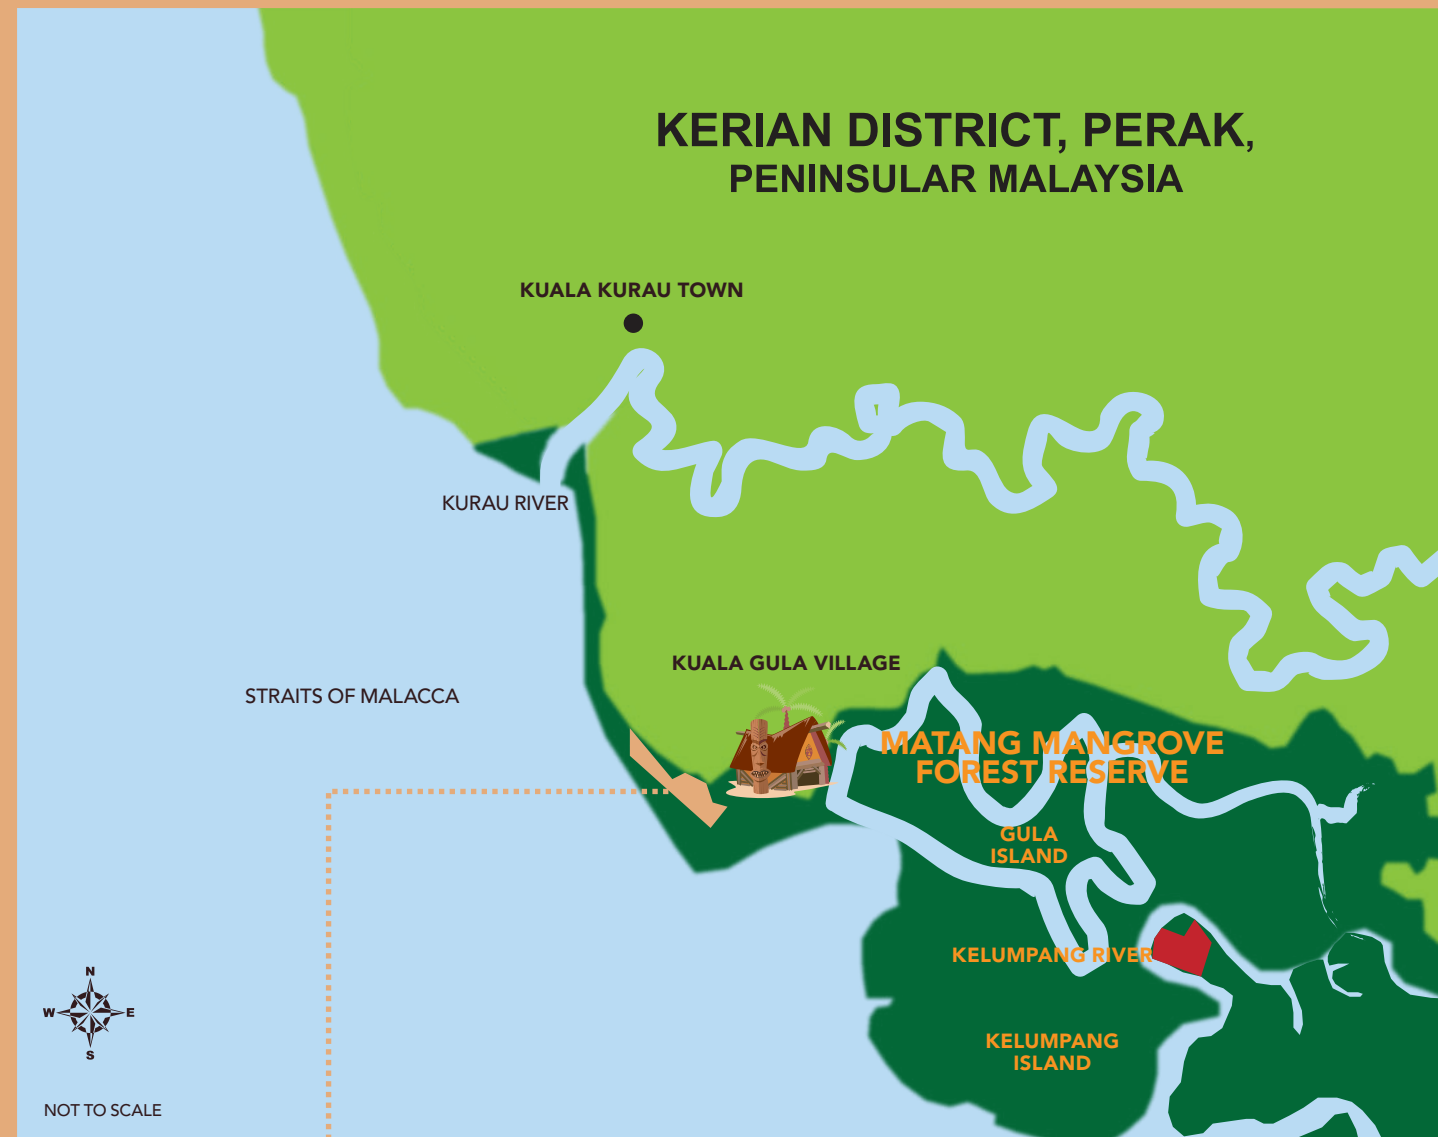 KERIAN DISTRICT, PERAK,
PENINSULAR MALAYSIA
KUALA KURAU TOWN
KURAU RIVER
KUALA GULA VILLAGE
STRAITS OF MALACCA
MATANG MANGROVE
FOREST RESERVE
GULA
ISLAND
KELUMPANG RIVER
KELUMPANG
ISLAND
N
W E
S
NOT TO SCALE